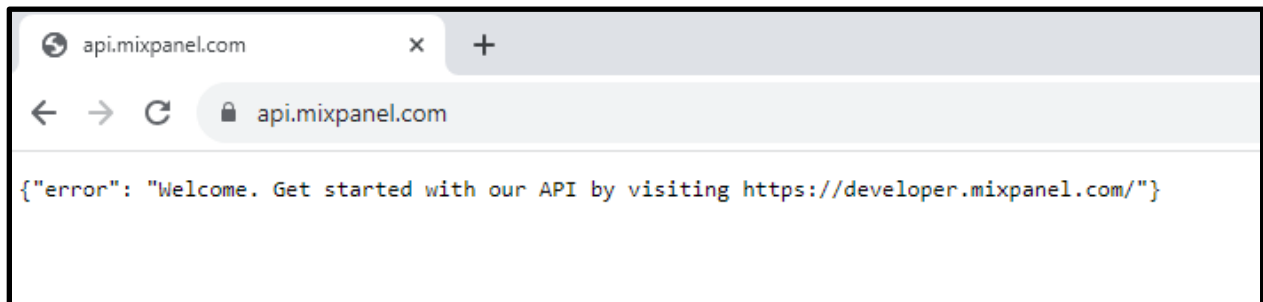 api.mixpanel.com
api.mixpanel.com
{"error": "Welcome. Get started with our API by visiting https://developer.mixpanel.com/"}